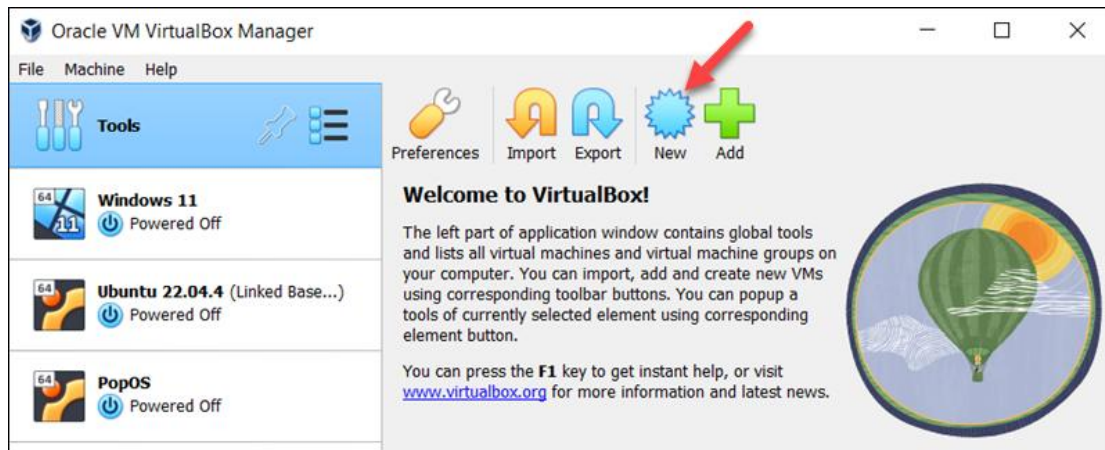 Oracle VM VirtualBox Manager
File Machine Help
Tools
Preferences Import Export New Add
64
11
Windows 11
Powered Off
64
Ubuntu 22.04.4 (Linked Base...)
Powered Off
64
PopOS
Powered Off
Welcome to VirtualBox!
The left part of application window contains global tools
and lists all virtual machines and virtual machine groups on
your computer. You can import, add and create new VMs
using corresponding toolbar buttons. You can popup a
tools of currently selected element using corresponding
element button.
You can press the F1 key to get instant help, or visit
www.virtualbox.org for more information and latest news.